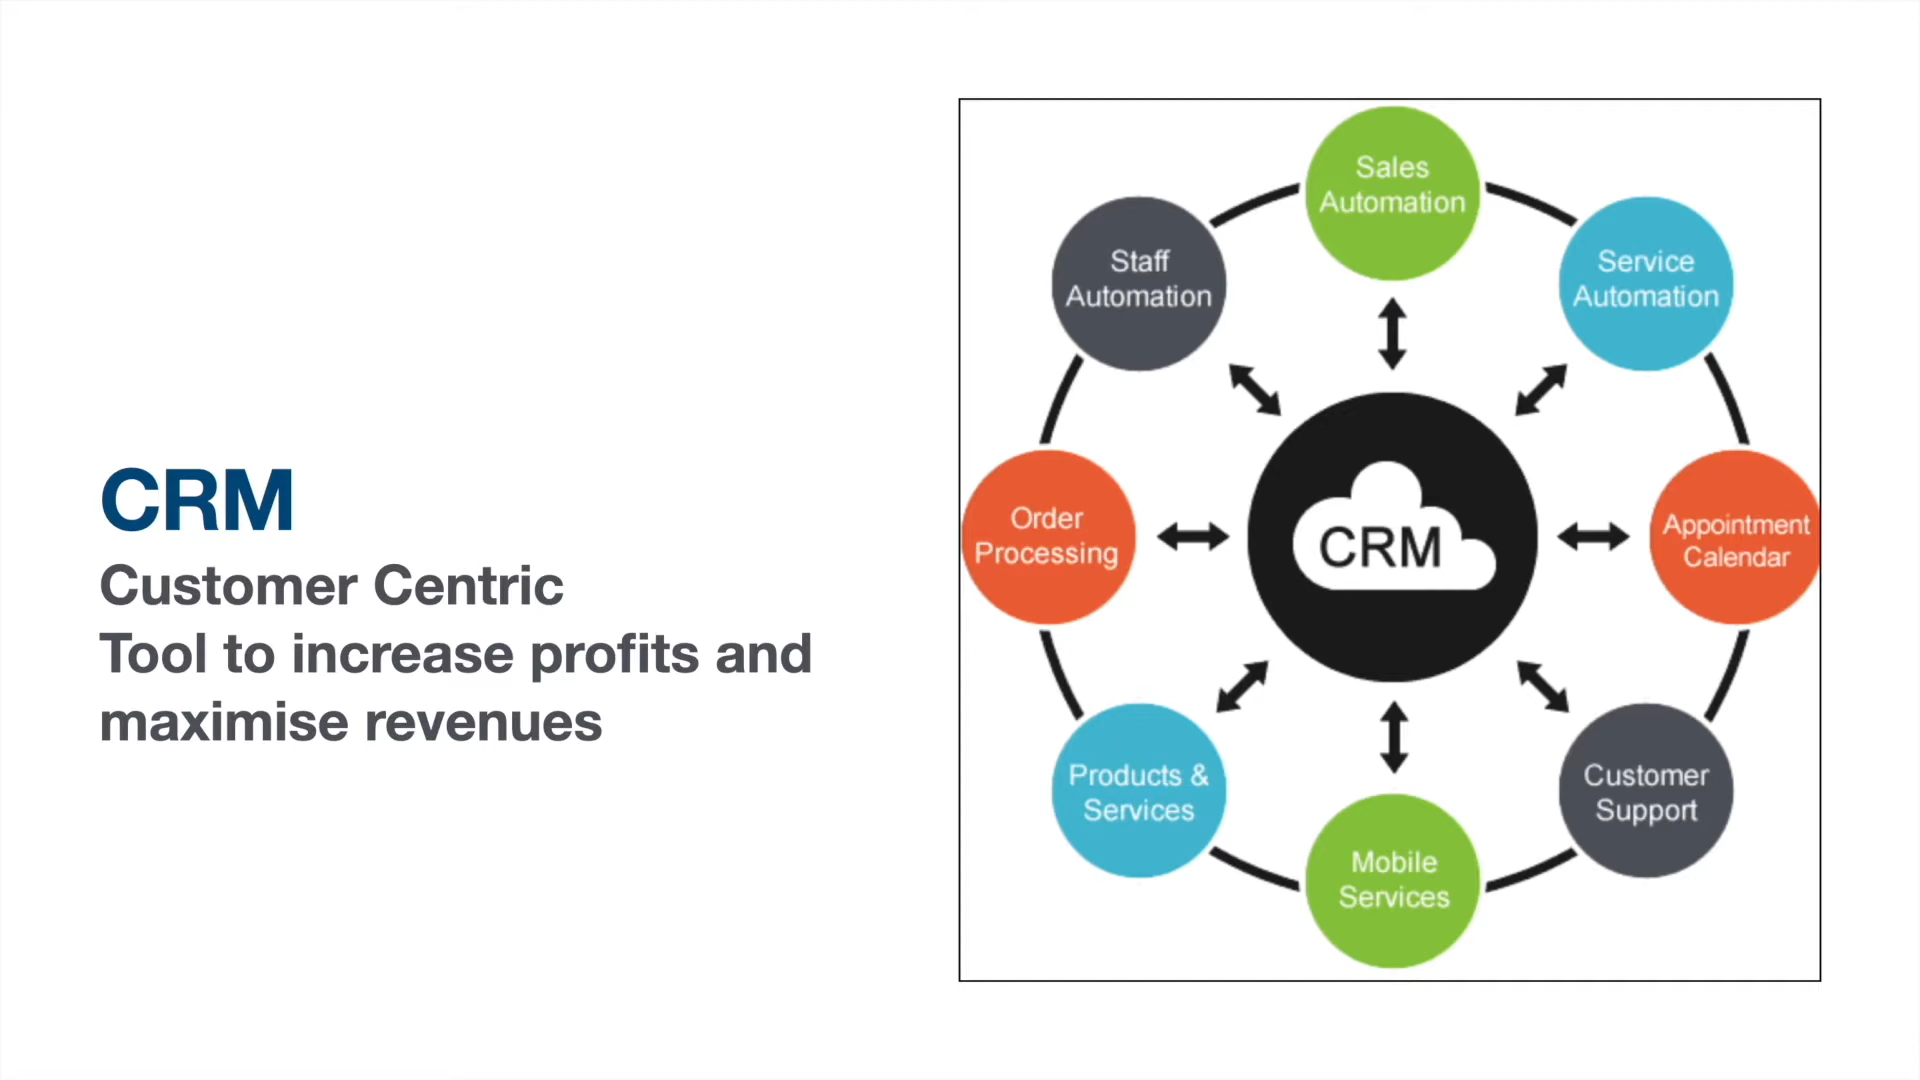 CRM
Customer Centric
Tool to increase profits and
maximise revenues
Sales
Automation
Service
Automation
Appointment
Calendar
Customer
Support
Mobile
Services
Products &
Services
Order
Processing
Staff
Automation
CRM